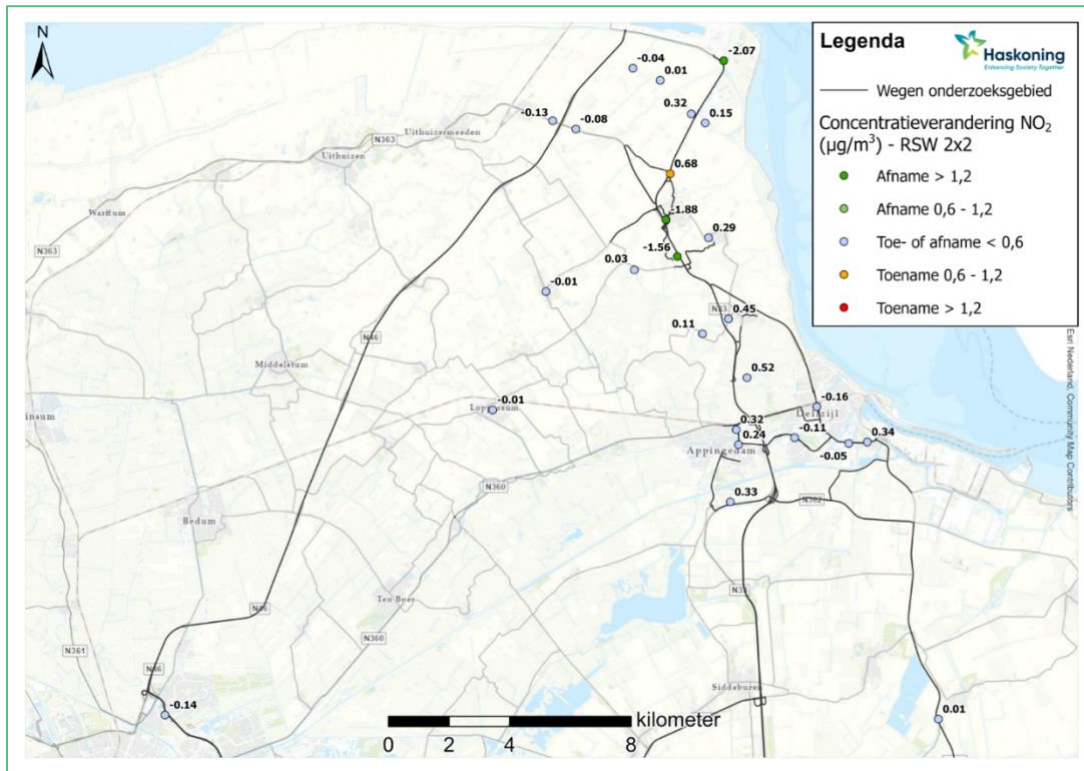 N
Legenda
Haskoning
Enhancing Society Together
Wegen onderzoeksgebied
Concentratieverandering NO₂
(µg/m³) - RSW 2x2
Afname > 1,2
Afname 0,6 - 1,2
Toe- of afname < 0,6
Toename 0,6 - 1,2
Toename > 1,2
-2.07
-0.04
0.01
0.32
0.15
-0.13
-0.08
Uithuizermeeden
N363
Uithuizen
0.68
Warffum
-1.88
0.29
N363
-1.56
0.03
-0.01
N33
0.45
0.11
N46
Middelstum
0.52
-0.01
Loppersum
-0.16
Delfzijl
insum
0.32
-0.11
0.24
0.34
-0.05
Appingedam
N360
0.33
N362
Bedum
Ten Boer
N33
N46
N360
N361
N46
Siddeburen
-0.14
0.01
kilometer
0 2 4 8
Esri Nederland, Community Map Contributors